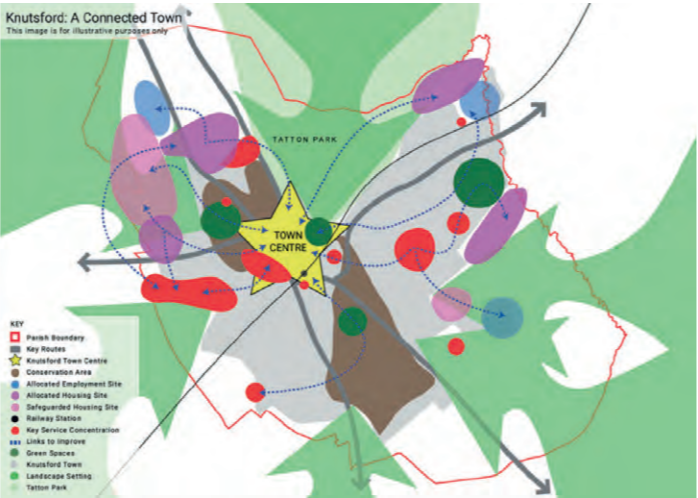 Knutsford: A Connected Town
This image is for illustrative purposes only
TATTON PARK
TOWN
CENTRE
KEY
Parish Boundary
Key Routes
Knutsford Town Centre
Conservation Area
Allocated Employment Site
Allocated Housing Site
Safeguarded Housing Site
Railway Station
Key Service Concentration
Links to Improve
Green Spaces
Knutsford Town
Landscape Setting
Tatton Park